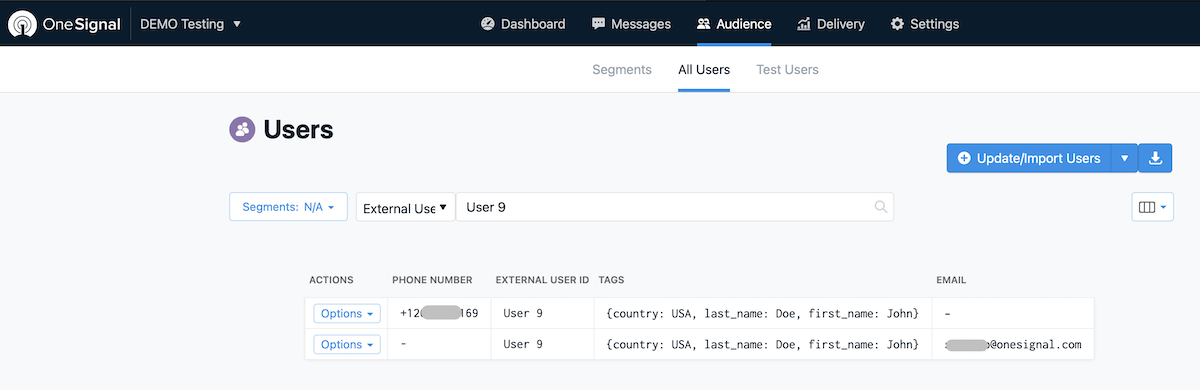 OneSignal DEMO Testing Dashboard Messages Audience Delivery Settings
Segments All Users Test Users
Users
Update/Import Users
Segments: N/A External Use User 9
ACTIONS PHONE NUMBER EXTERNAL USER ID TAGS EMAIL
Options +12 169 User 9 {country: USA, last_name: Doe, first_name: John} -
Options - User 9 {country: USA, last_name: Doe, first_name: John} @onesignal.com